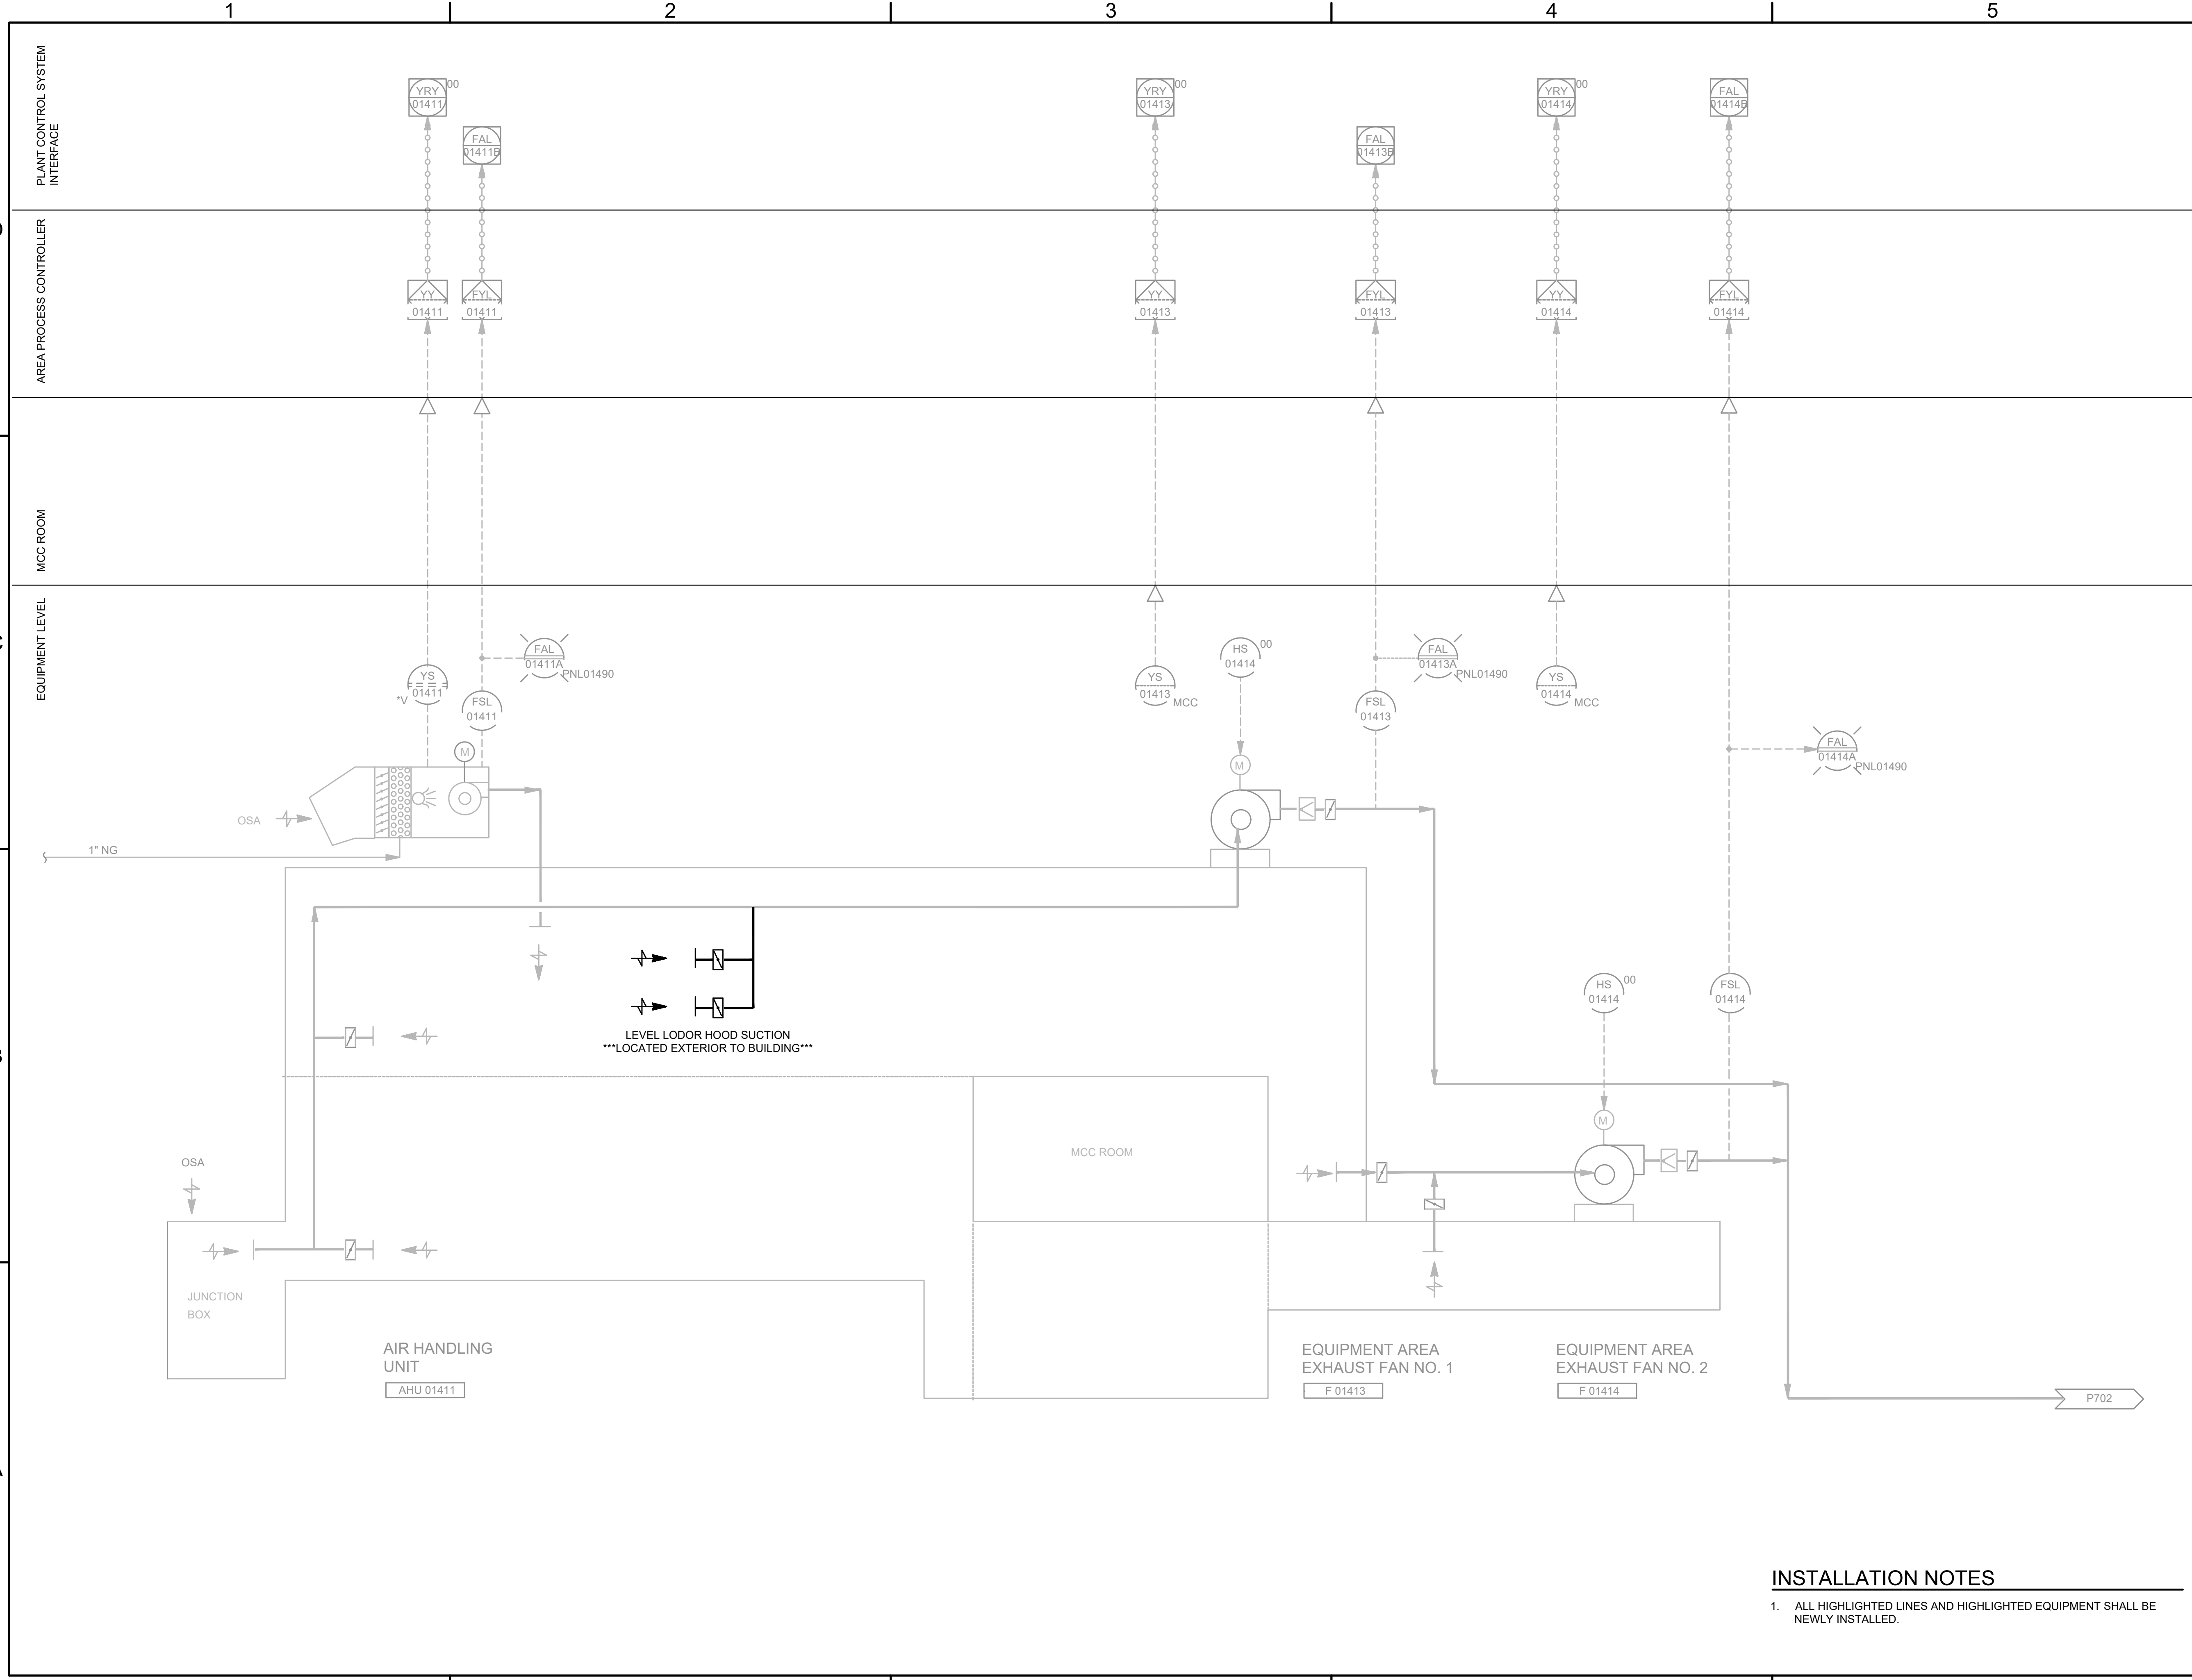 1
2
3
4
5
PLANT CONTROL SYSTEM
INTERFACE
YRY
01411
00
FAL
01411B
YRY
01413
00
FAL
01413B
YRY
01414
00
FAL
01414B
AREA PROCESS CONTROLLER
YY
01411
FYL
01411
YY
01413
FYL
01413
YY
01414
FYL
01414
MCC ROOM
EQUIPMENT LEVEL
YS
01411
*V
FSL
01411
FAL
01411A
PNL01490
YS
01413
MCC
HS
01414
00
FSL
01413
FAL
01413A
PNL01490
YS
01414
MCC
FAL
01414A
PNL01490
M
M
OSA
1" NG
LEVEL LODOR HOOD SUCTION
***LOCATED EXTERIOR TO BUILDING***
HS
01414
00
FSL
01414
M
MCC ROOM
OSA
JUNCTION
BOX
AIR HANDLING
UNIT
AHU 01411
EQUIPMENT AREA
EXHAUST FAN NO. 1
F 01413
EQUIPMENT AREA
EXHAUST FAN NO. 2
F 01414
P702
INSTALLATION NOTES
1. ALL HIGHLIGHTED LINES AND HIGHLIGHTED EQUIPMENT SHALL BE
NEWLY INSTALLED.